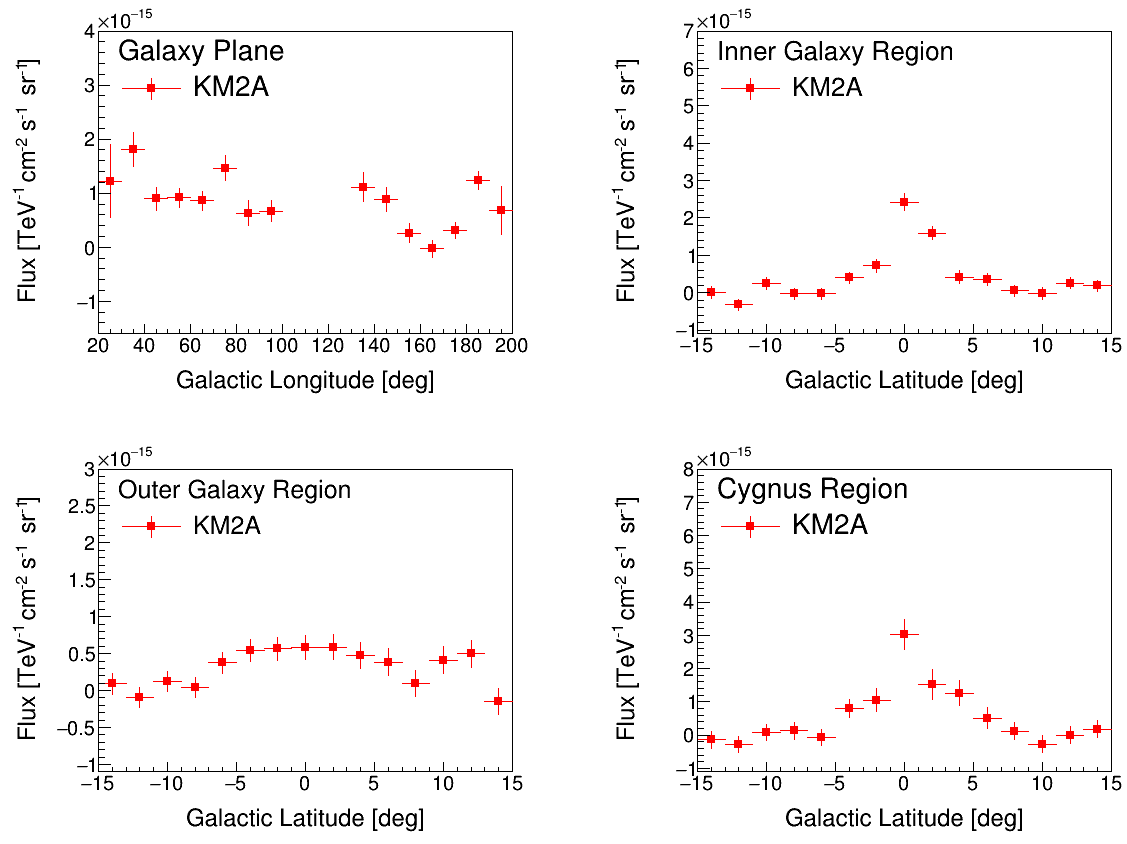 ×10⁻¹⁵
Galaxy Plane
KM2A
4
3
2
1
0
−1
20 40 60 80 100 120 140 160 180 200
Galactic Longitude [deg]
Flux [TeV⁻¹ cm⁻² s⁻¹ sr⁻¹]
×10⁻¹⁵
Inner Galaxy Region
KM2A
7
6
5
4
3
2
1
0
−1
−15 −10 −5 0 5 10 15
Galactic Latitude [deg]
Flux [TeV⁻¹ cm⁻² s⁻¹ sr⁻¹]
×10⁻¹⁵
Outer Galaxy Region
KM2A
3
2.5
2
1.5
1
0.5
0
−0.5
−1
−15 −10 −5 0 5 10 15
Galactic Latitude [deg]
Flux [TeV⁻¹ cm⁻² s⁻¹ sr⁻¹]
×10⁻¹⁵
Cygnus Region
KM2A
8
7
6
5
4
3
2
1
0
−1
−15 −10 −5 0 5 10 15
Galactic Latitude [deg]
Flux [TeV⁻¹ cm⁻² s⁻¹ sr⁻¹]